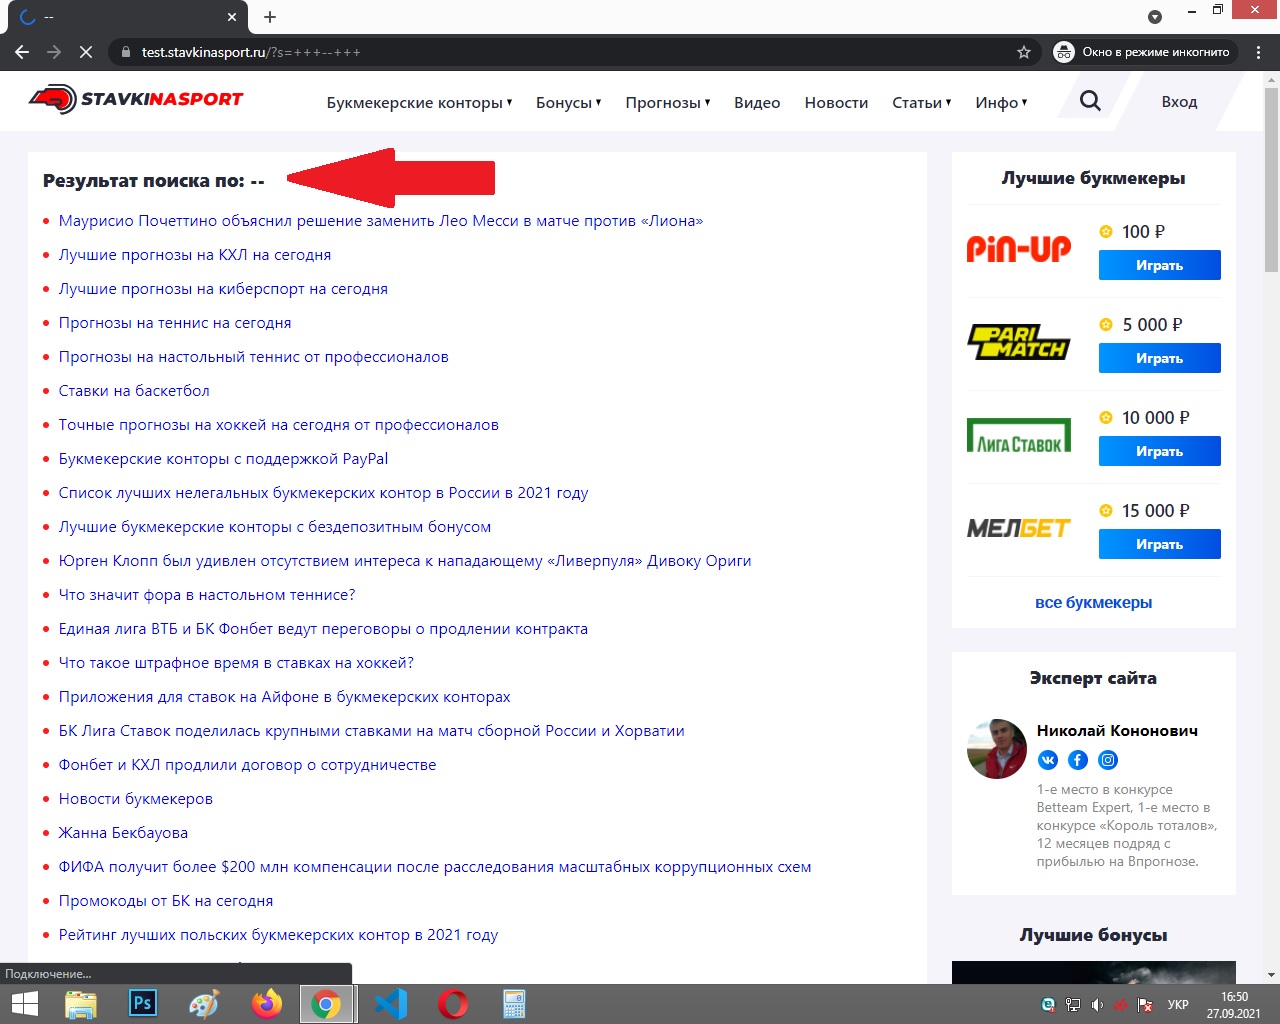 --
test.stavkinasport.ru/?s=+++--+++
Окно в режиме инкогнито
STAVKINASPORT
Букмекерские конторы
Бонусы
Прогнозы
Видео
Новости
Статьи
Инфо
Вход
Результат поиска по: --
Маурисио Почеттино объяснил решение заменить Лео Месси в матче против «Лиона»
Лучшие прогнозы на КХЛ на сегодня
Лучшие прогнозы на киберспорт на сегодня
Прогнозы на теннис на сегодня
Прогнозы на настольный теннис от профессионалов
Ставки на баскетбол
Точные прогнозы на хоккей на сегодня от профессионалов
Букмекерские конторы с поддержкой PayPal
Список лучших нелегальных букмекерских контор в России в 2021 году
Лучшие букмекерские конторы с бездепозитным бонусом
Юрген Клопп был удивлен отсутствием интереса к нападающему «Ливерпуля» Дивоку Ориги
Что значит фора в настольном теннисе?
Единая лига ВТБ и БК Фонбет ведут переговоры о продлении контракта
Что такое штрафное время в ставках на хоккей?
Приложения для ставок на Айфоне в букмекерских конторах
БК Лига Ставок поделилась крупными ставками на матч сборной России и Хорватии
Фонбет и КХЛ продлили договор о сотрудничестве
Новости букмекеров
Жанна Бекбауова
ФИФА получит более $200 млн компенсации после расследования масштабных коррупционных схем
Промокоды от БК на сегодня
Рейтинг лучших польских букмекерских контор в 2021 году
Лучшие букмекеры
PIN-UP
100 ₽
Играть
PARI MATCH
5 000 ₽
Играть
ЛИГА СТАВОК
10 000 ₽
Играть
МЕЛБЕТ
15 000 ₽
Играть
все букмекеры
Эксперт сайта
Николай Кононович
1-е место в конкурсе
Betteam Expert, 1-е место в
конкурсе «Король тоталов»,
12 месяцев подряд с
прибылью на Впрогнозе.
Лучшие бонусы
Подключение...
Ps
УКР
16:50
27.09.2021